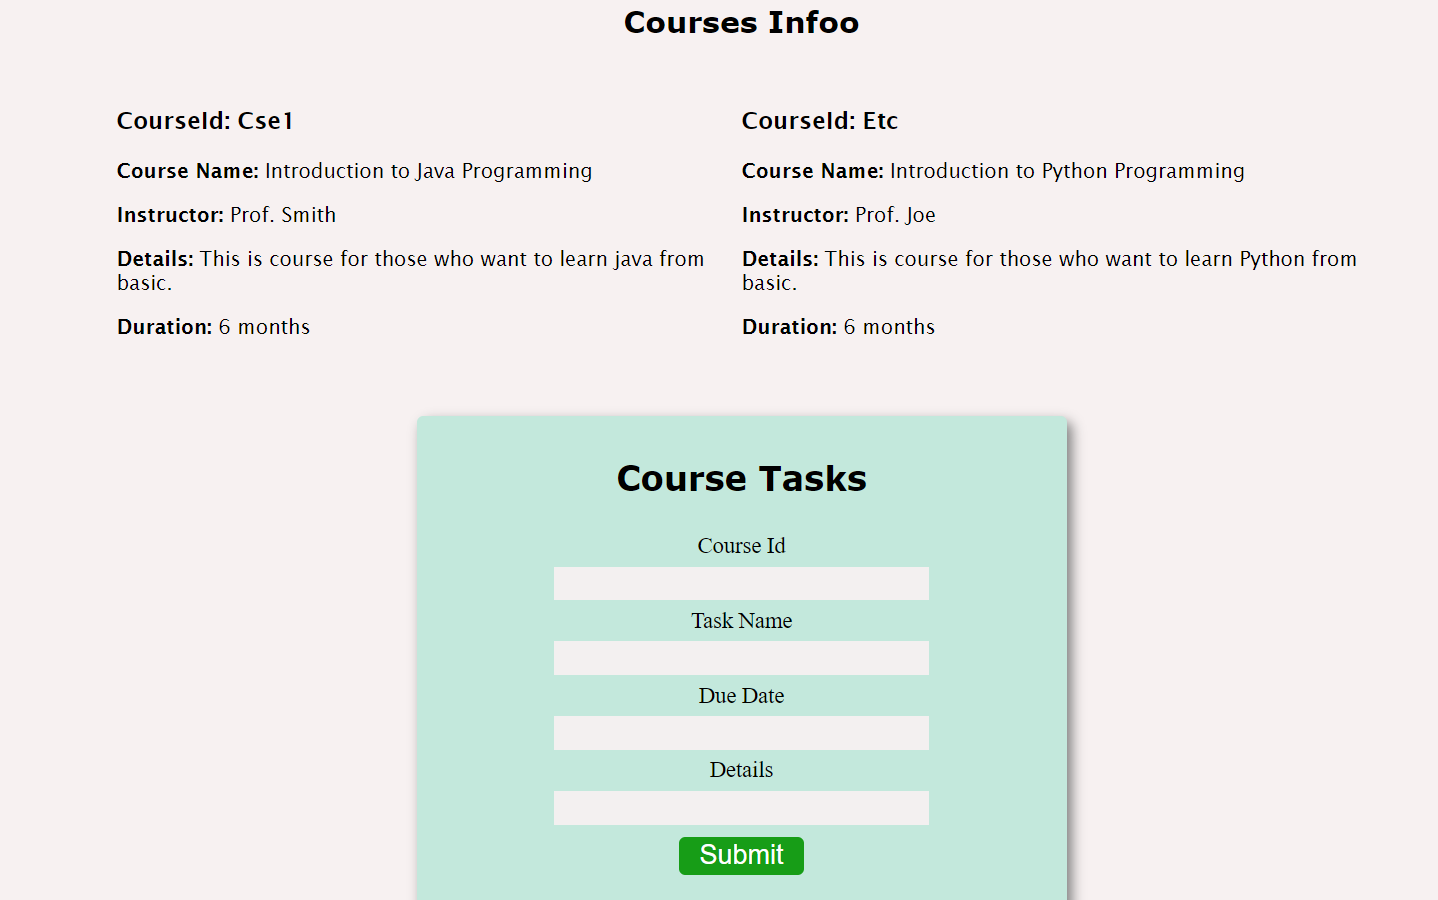 Courses Infoo
CourseId: Cse1
Course Name: Introduction to Java Programming
Instructor: Prof. Smith
Details: This is course for those who want to learn java from
basic.
Duration: 6 months
CourseId: Etc
Course Name: Introduction to Python Programming
Instructor: Prof. Joe
Details: This is course for those who want to learn Python from
basic.
Duration: 6 months
Course Tasks
Course Id
Task Name
Due Date
Details
Submit